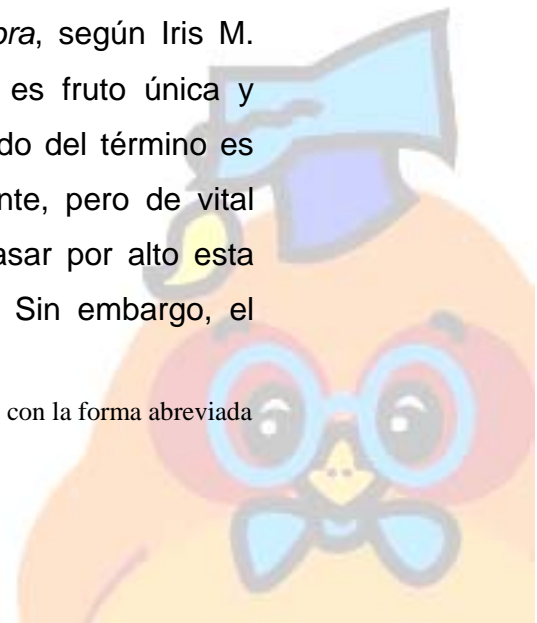 pra, según Iris M.
es fruto única y
do del término es
nte, pero de vital
asar por alto esta
Sin embargo, el
con la forma abreviada